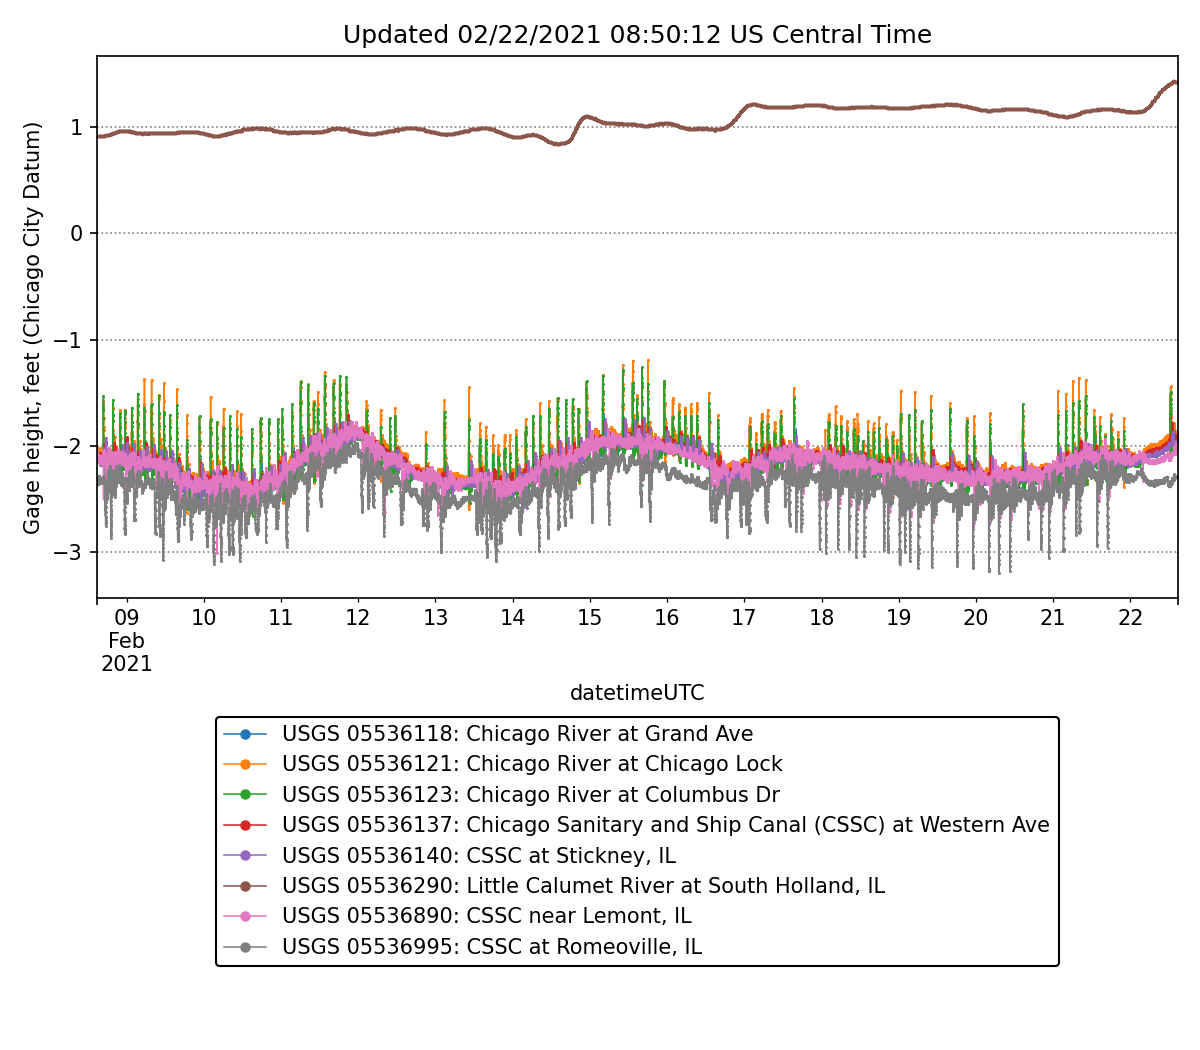 Updated 02/22/2021 08:50:12 US Central Time
Gage height, feet (Chicago City Datum)
1
0
−1
−2
−3
09 10 11 12 13 14 15 16 17 18 19 20 21 22
Feb
2021
datetimeUTC
USGS 05536118: Chicago River at Grand Ave
USGS 05536121: Chicago River at Chicago Lock
USGS 05536123: Chicago River at Columbus Dr
USGS 05536137: Chicago Sanitary and Ship Canal (CSSC) at Western Ave
USGS 05536140: CSSC at Stickney, IL
USGS 05536290: Little Calumet River at South Holland, IL
USGS 05536890: CSSC near Lemont, IL
USGS 05536995: CSSC at Romeoville, IL